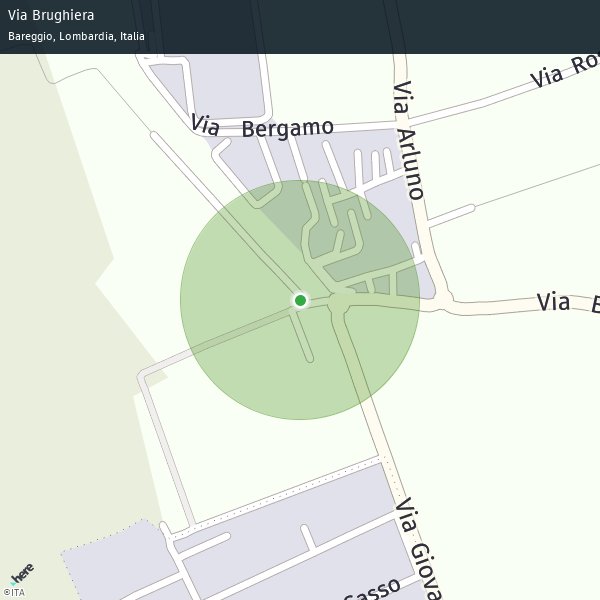 Via Brughiera
Bareggio, Lombardia, Italia
Via Ro
Via Bergamo
Via Arluno
Via B
Via Giova
Sasso
here
©ITA